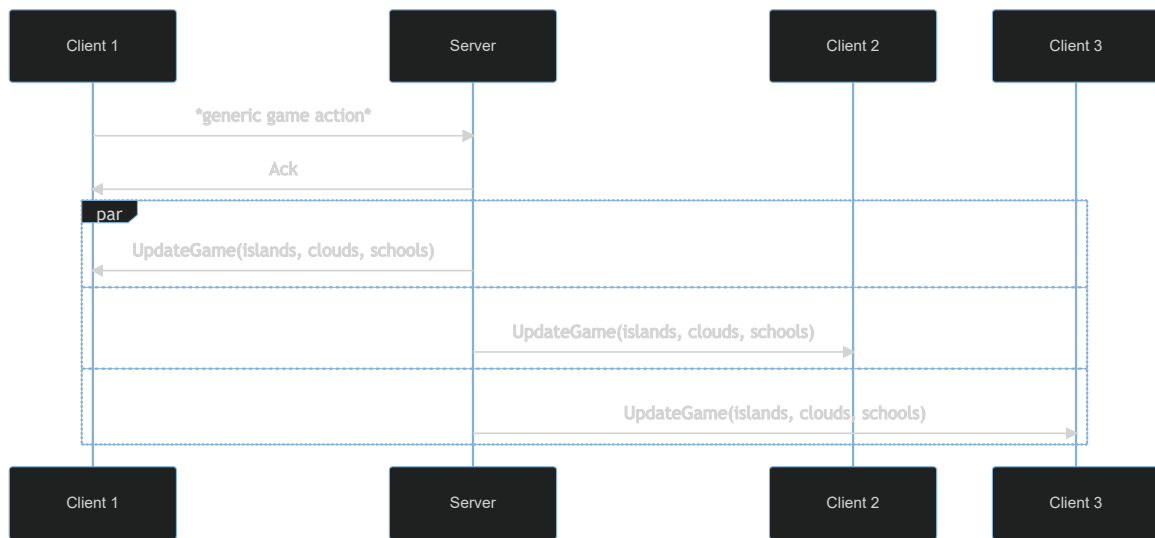 Client 1
Server
Client 2
Client 3
*generic game action*
Ack
par
UpdateGame(islands, clouds, schools)
UpdateGame(islands, clouds, schools)
UpdateGame(islands, clouds, schools)
Client 1
Server
Client 2
Client 3